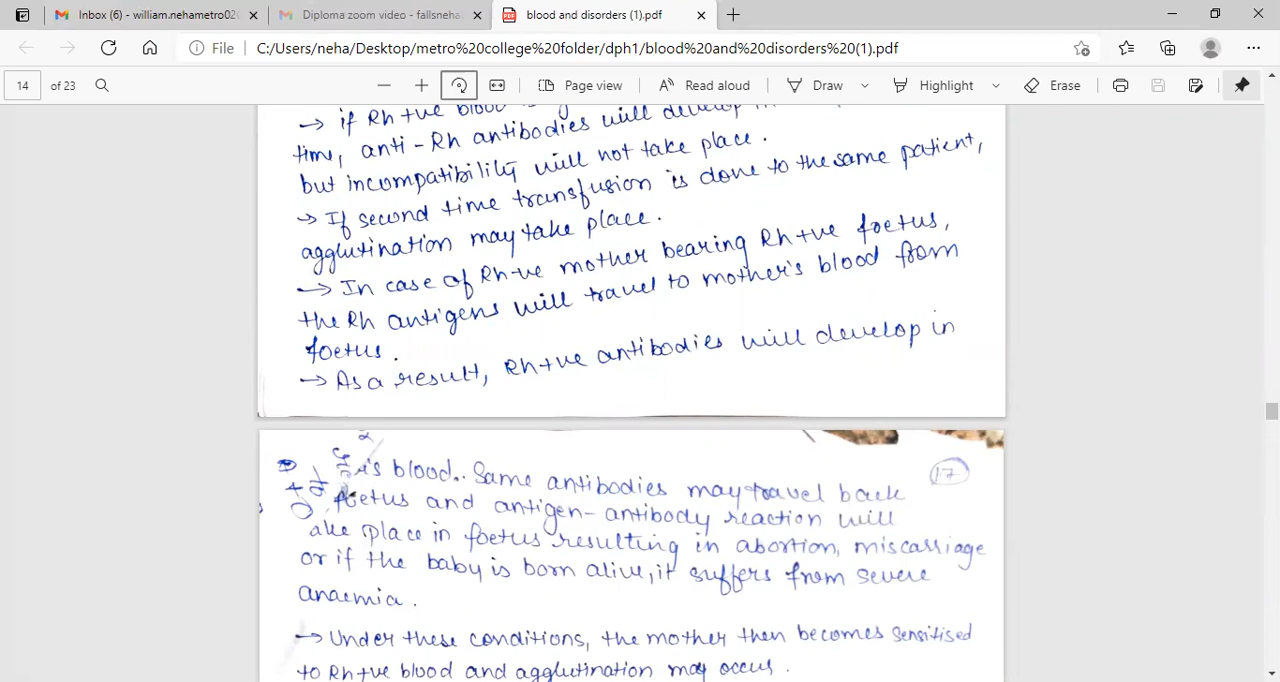 Inbox (6) - william.nehametro02
Diploma zoom video - fallsneha
blood and disorders (1).pdf
File
C:/Users/neha/Desktop/metro%20college%20folder/dph1/blood%20and%20disorders%20(1).pdf
14 of 23
Page view
Read aloud
Draw
Highlight
Erase
→ if Rh+ve blood is
time, anti-Rh antibodies will develop in
but incompatibility will not take place.
→ If second time transfusion is done to the same patient,
agglutination may take place.
→ In case of Rh-ve mother bearing Rh+ve foetus,
the Rh antigens will travel to mother's blood from
foetus.
→ As a result, Rh+ve antibodies will develop in
17
blood. Same antibodies may travel back
foetus and antigen-antibody reaction will
ake place in foetus resulting in abortion, miscarriage
or if the baby is born alive, it suffers from severe
anaemia.
→ Under these conditions, the mother then becomes sensitised
to Rh+ve blood and agglutination may occur.